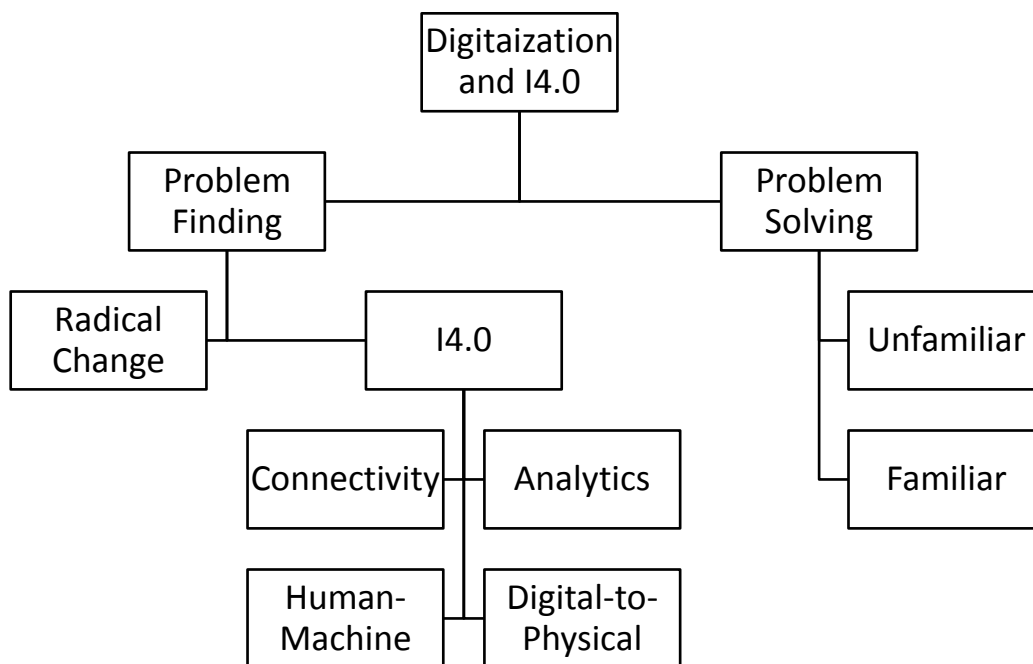 Digitaization
and I4.0
Problem
Finding
Problem
Solving
Radical
Change
I4.0
Unfamiliar
Connectivity
Analytics
Familiar
Human-
Machine
Digital-to-
Physical